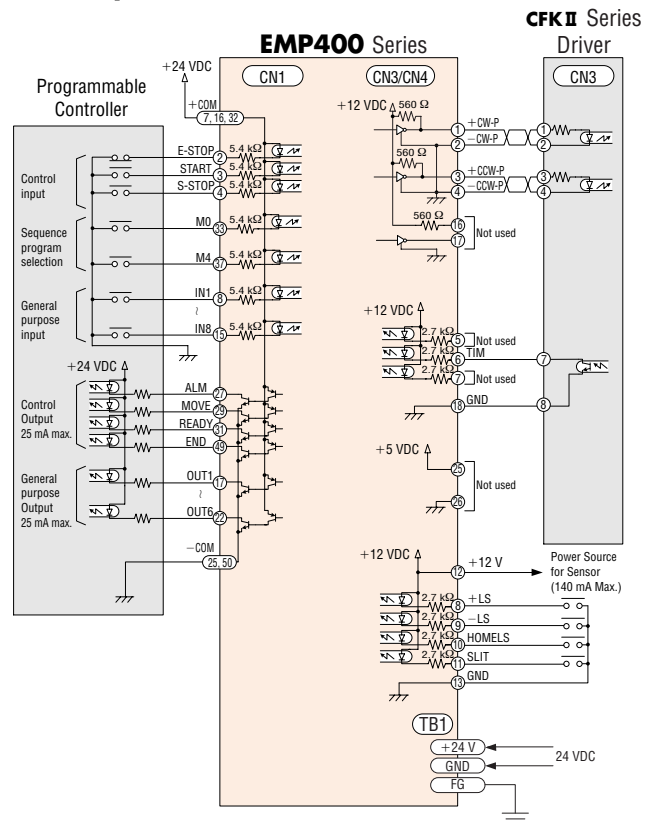 CFK II Series
Driver
EMP400 Series
CN1
CN3/CN4
CN3
Programmable
Controller
+24 VDC
+COM
7, 16, 32
+12 VDC
560 Ω
E-STOP
2
5.4 kΩ
START
3
5.4 kΩ
S-STOP
4
5.4 kΩ
Control
input
1
+CW-P
1
2
−CW-P
2
560 Ω
3
+CCW-P
3
4
−CCW-P
4
M0
33
5.4 kΩ
M4
37
5.4 kΩ
Sequence
program
selection
560 Ω
16
17
Not used
IN1
8
5.4 kΩ
~
IN8
15
5.4 kΩ
General
purpose
input
+12 VDC
2.7 kΩ
5
Not used
2.7 kΩ
6
TIM
7
2.7 kΩ
7
Not used
18
GND
8
+24 VDC
ALM
27
MOVE
29
READY
31
END
49
Control
Output
25 mA max.
OUT1
17
~
OUT6
22
General
purpose
Output
25 mA max.
−COM
25, 50
+5 VDC
25
26
Not used
+12 VDC
12
+12 V
Power Source
for Sensor
(140 mA Max.)
2.7 kΩ
8
+LS
2.7 kΩ
9
−LS
2.7 kΩ
10
HOMELS
2.7 kΩ
11
SLIT
13
GND
TB1
+24 V
GND
24 VDC
FG